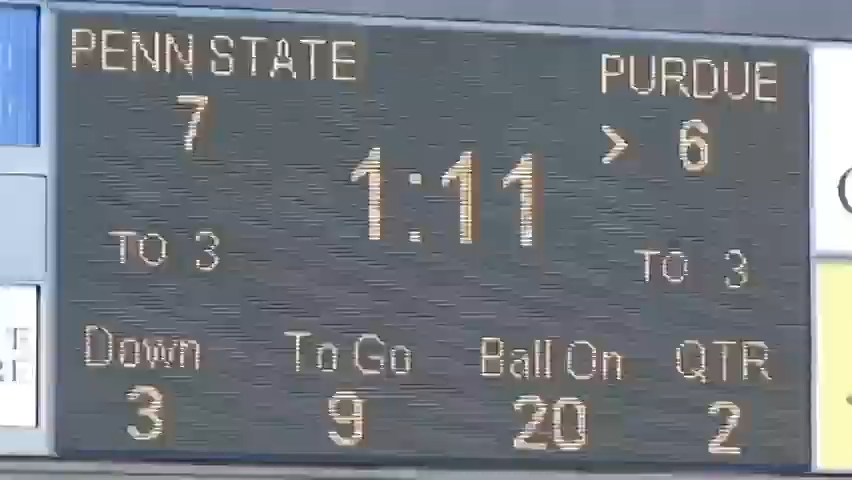 PENN STATE PURDUE
7 > 6
1:11
TO 3 TO 3
Down To Go Ball On QTR
3 9 20 2